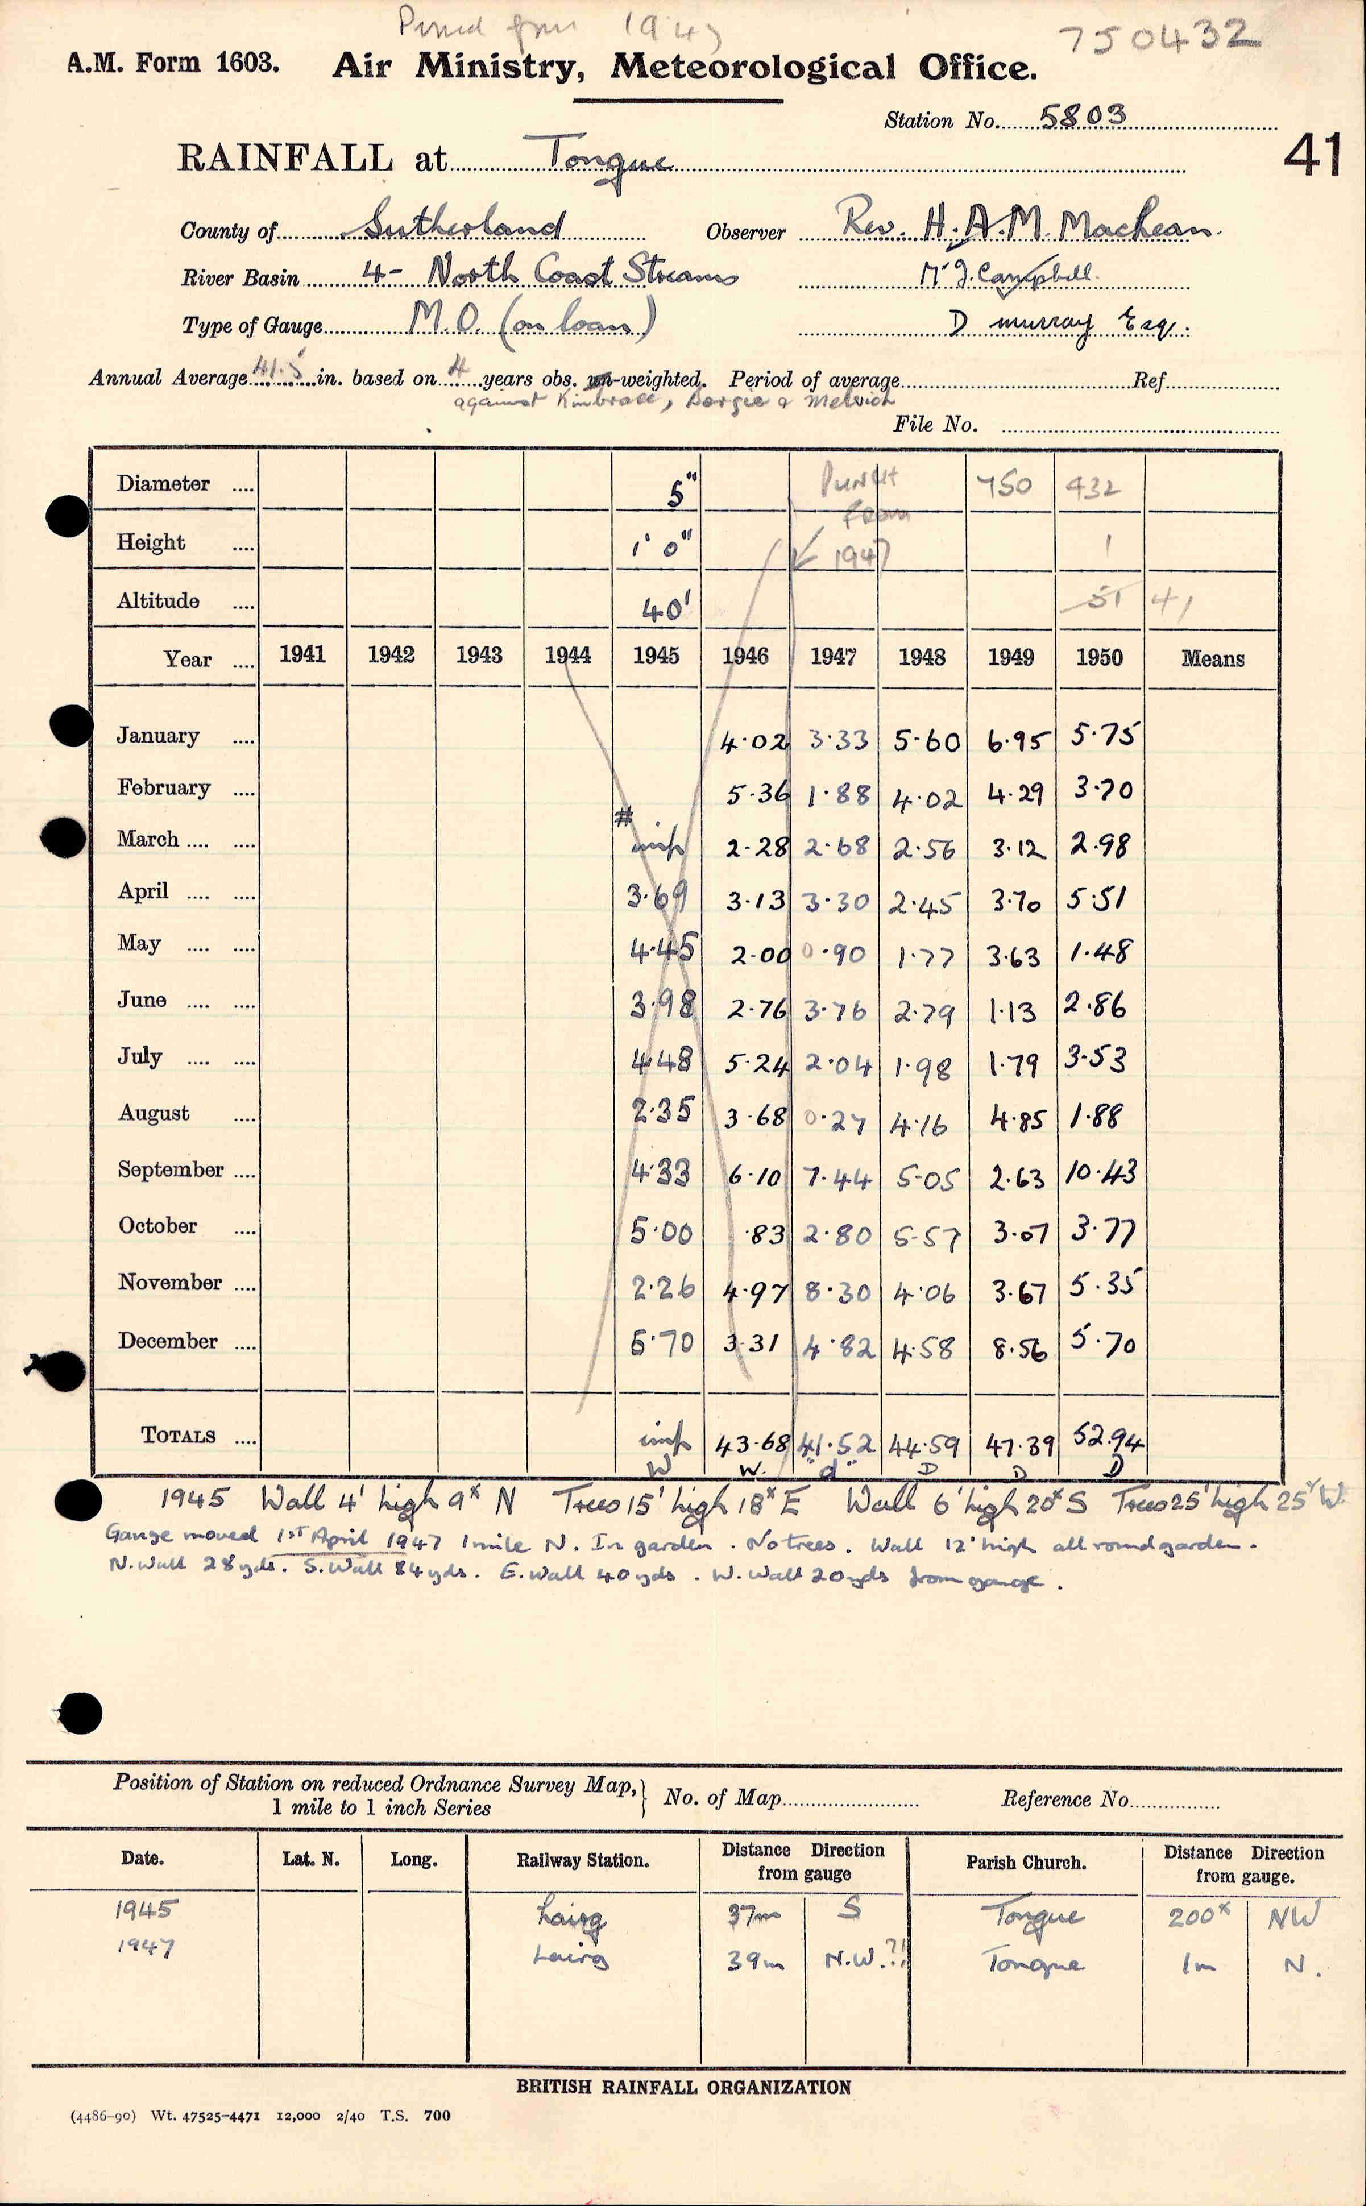 Punch from 1947
750432
A.M. Form 1603. Air Ministry, Meteorological Office.
Station No. 5803
41
RAINFALL at Tongue
County of Sutherland Observer Rev. H.A.M. MacLean.
River Basin 4- North Coast Streams Mr J. Campbell.
Type of Gauge M.O. (on loan) D Murray Esq.
Annual Average 41.5 in. based on 4 years obs. un-weighted. Period of average Ref
against Kinbrace, Borgie & Melvich
File No.
Diameter .... 5" Punch 750 432
Height .... 1' 0" from 1947 1
Altitude .... 40' 51 41
Year .... 1941 1942 1943 1944 1945 1946 1947 1948 1949 1950 Means
January .... 4.02 3.33 5.60 6.95 5.75
February .... 5.36 1.88 4.02 4.29 3.70
March .... .... # imp 2.28 2.68 2.56 3.12 2.98
April .... .... 3.69 3.13 3.30 2.45 3.70 5.51
May .... .... 4.45 2.00 0.90 1.77 3.63 1.48
June .... .... 3.98 2.76 3.76 2.79 1.13 2.86
July .... .... 4.48 5.24 2.04 1.98 1.79 3.53
August .... 2.35 3.68 0.27 4.16 4.85 1.88
September .... 4.33 6.10 7.44 5.05 2.63 10.43
October .... 5.00 .83 2.80 5.57 3.07 3.77
November .... 2.26 4.97 8.30 4.06 3.67 5.35
December .... 5.70 3.31 4.82 4.58 8.56 5.70
TOTALS .... imp 43.68 41.52 44.59 47.39 52.94
W W. "d" D D D
1945 Wall 4' high 9x N Trees 15' high 18x E Wall 6' high 20x S Trees 25' high 25x W.
Gauge moved 1st April 1947 1 mile N. In garden. No trees. Wall 12' high all round garden.
N. Wall 28 yds. S. Wall 84 yds. E. Wall 40 yds. W. Wall 20 yds from gauge.
Position of Station on reduced Ordnance Survey Map, } No. of Map Reference No.
1 mile to 1 inch Series
Date. Lat. N. Long. Railway Station. Distance Direction from gauge Parish Church. Distance Direction from gauge.
1945 Lairg 37m S Tongue 200x NW
1947 Lairg 39m N.W.?! Tongue 1m N.
BRITISH RAINFALL ORGANIZATION
(4486-90) Wt. 47525-4471 12,000 2/40 T.S. 700